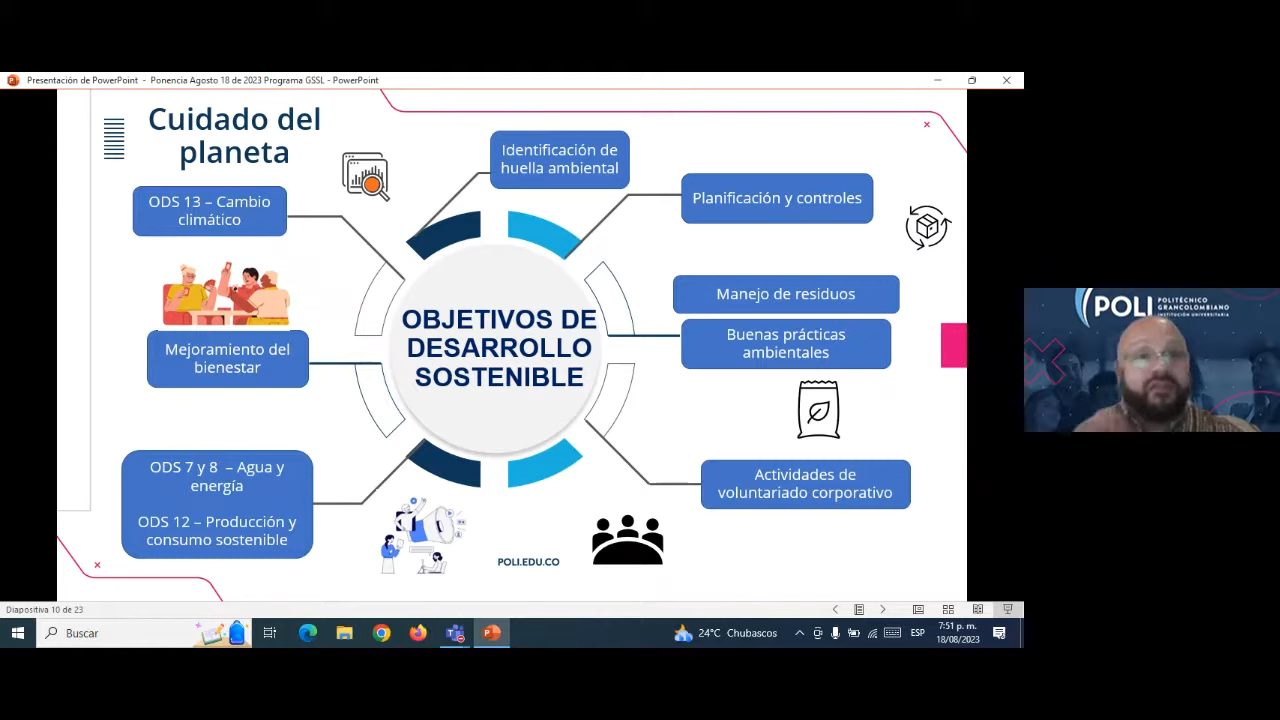 Presentación de PowerPoint - Ponencia Agosto 18 de 2023 Programa GSSL - PowerPoint
Cuidado del
planeta
Identificación de
huella ambiental
Planificación y controles
ODS 13 – Cambio
climático
Manejo de residuos
Buenas prácticas
ambientales
OBJETIVOS DE
DESARROLLO
SOSTENIBLE
Mejoramiento del
bienestar
ODS 7 y 8 – Agua y
energía
ODS 12 – Producción y
consumo sostenible
Actividades de
voluntariado corporativo
POLI.EDU.CO
POLI
POLITÉCNICO
GRANCOLOMBIANO
INSTITUCIÓN UNIVERSITARIA
Diapositiva 10 de 23
Buscar
24°C Chubascos
ESP
7:51 p. m.
18/08/2023